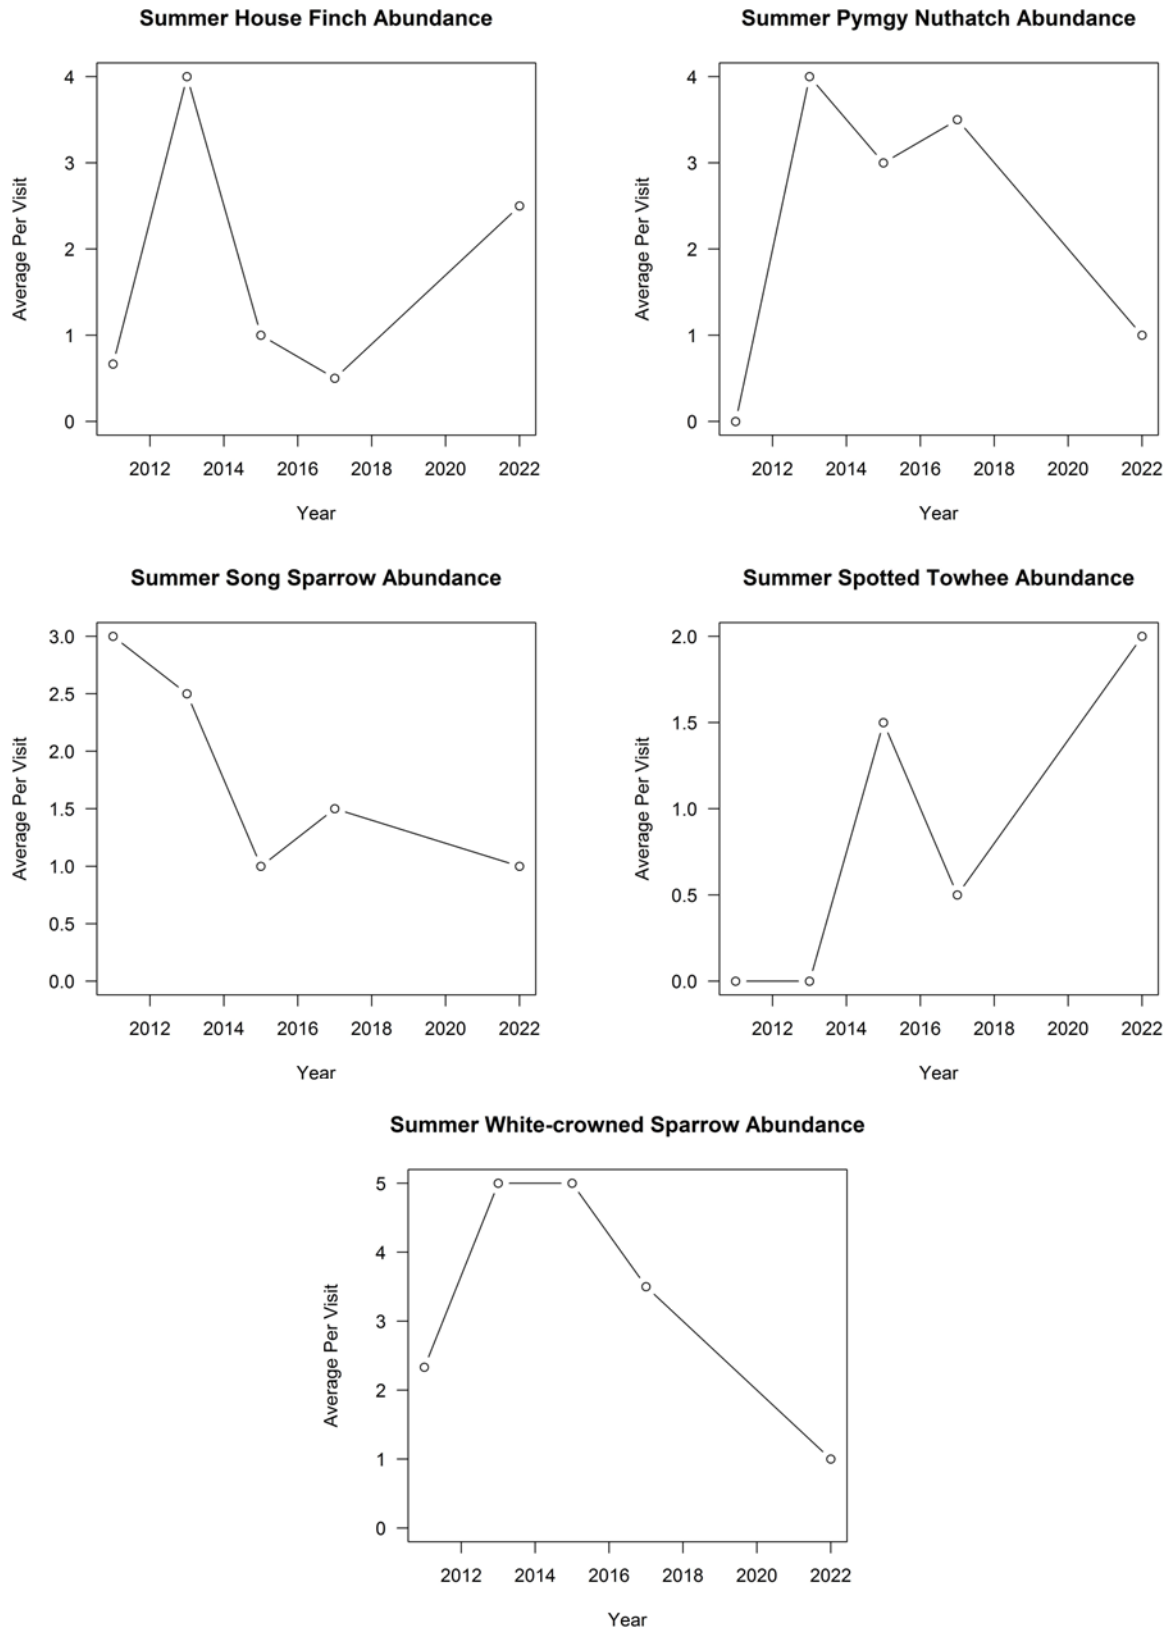 Summer House Finch Abundance
Average Per Visit
4
3
2
1
0
2012 2014 2016 2018 2020 2022
Year
Summer Pymgy Nuthatch Abundance
Average Per Visit
4
3
2
1
0
2012 2014 2016 2018 2020 2022
Year
Summer Song Sparrow Abundance
Average Per Visit
3.0
2.5
2.0
1.5
1.0
0.5
0.0
2012 2014 2016 2018 2020 2022
Year
Summer Spotted Towhee Abundance
Average Per Visit
2.0
1.5
1.0
0.5
0.0
2012 2014 2016 2018 2020 2022
Year
Summer White-crowned Sparrow Abundance
Average Per Visit
5
4
3
2
1
0
2012 2014 2016 2018 2020 2022
Year